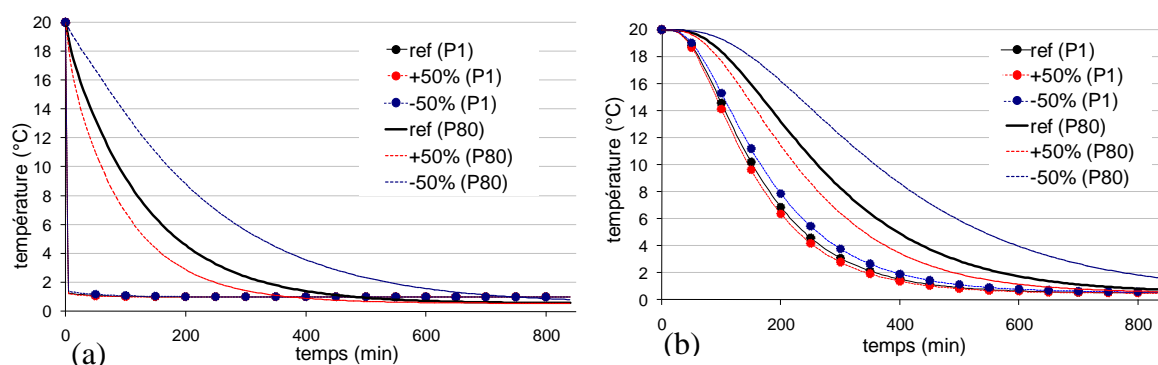 20
18
16
14
12
10
8
6
4
2
0
température (°C)
ref (P1)
+50% (P1)
-50% (P1)
ref (P80)
+50% (P80)
-50% (P80)
0 200 400 600 800
temps (min)
(a)
20
18
16
14
12
10
8
6
4
2
0
température (°C)
ref (P1)
+50% (P1)
-50% (P1)
ref (P80)
+50% (P80)
-50% (P80)
0 200 400 600 800
temps (min)
(b)